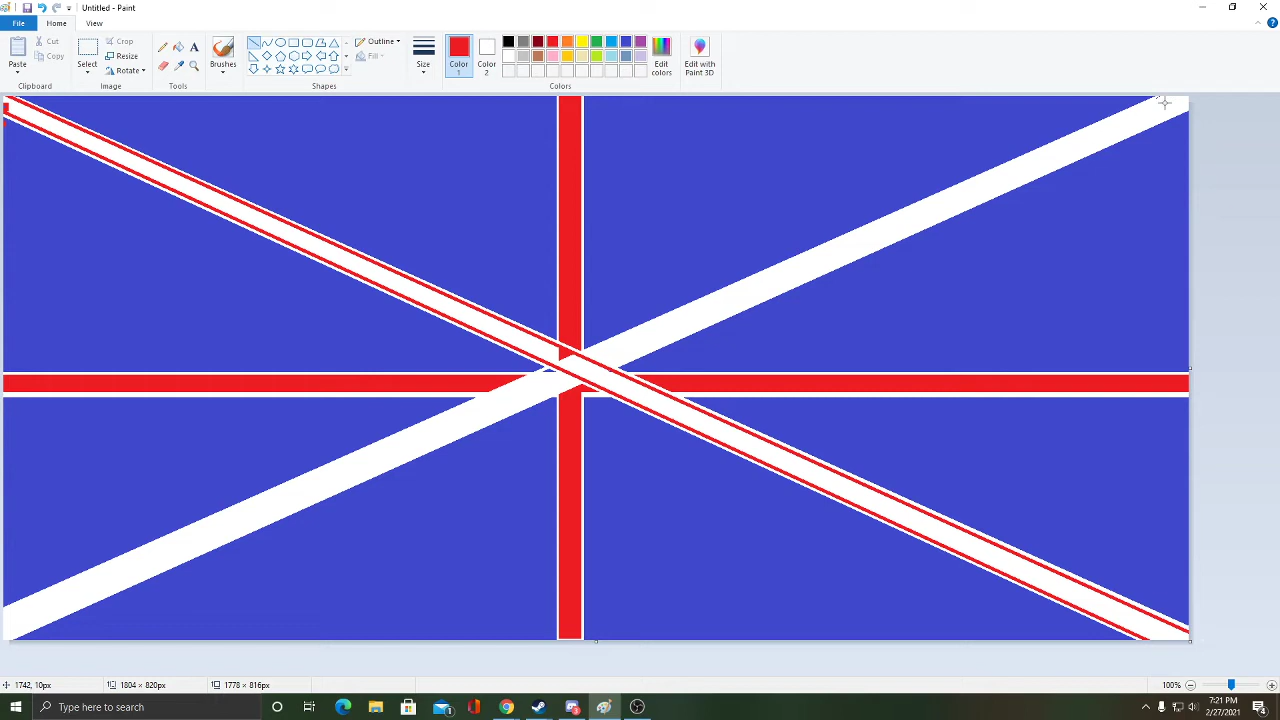 Untitled - Paint
File
Home
View
Paste
Cut
Copy
Clipboard
Select
Crop
Resize
Rotate
Image
A
Tools
Brushes
Outline
Fill
Shapes
Size
Color
1
Color
2
Edit
colors
Colors
Edit with
Paint 3D
1742, 10px
1804 × 820px
1778 × 816px
100%
Type here to search
7:21 PM
2/27/2021